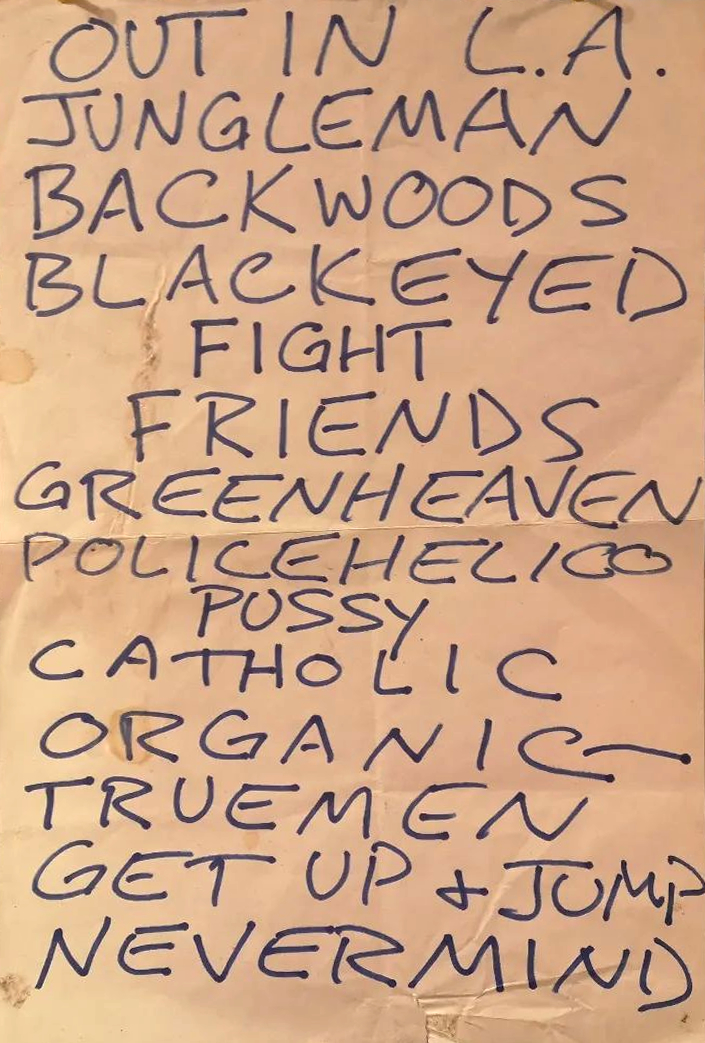 OUT IN L.A.
JUNGLEMAN
BACKWOODS
BLACKEYED
FIGHT
FRIENDS
GREENHEAVEN
POLICEHELICO
PUSSY
CATHOLIC
ORGANIC
TRUEMEN
GET UP & JUMP
NEVERMIND